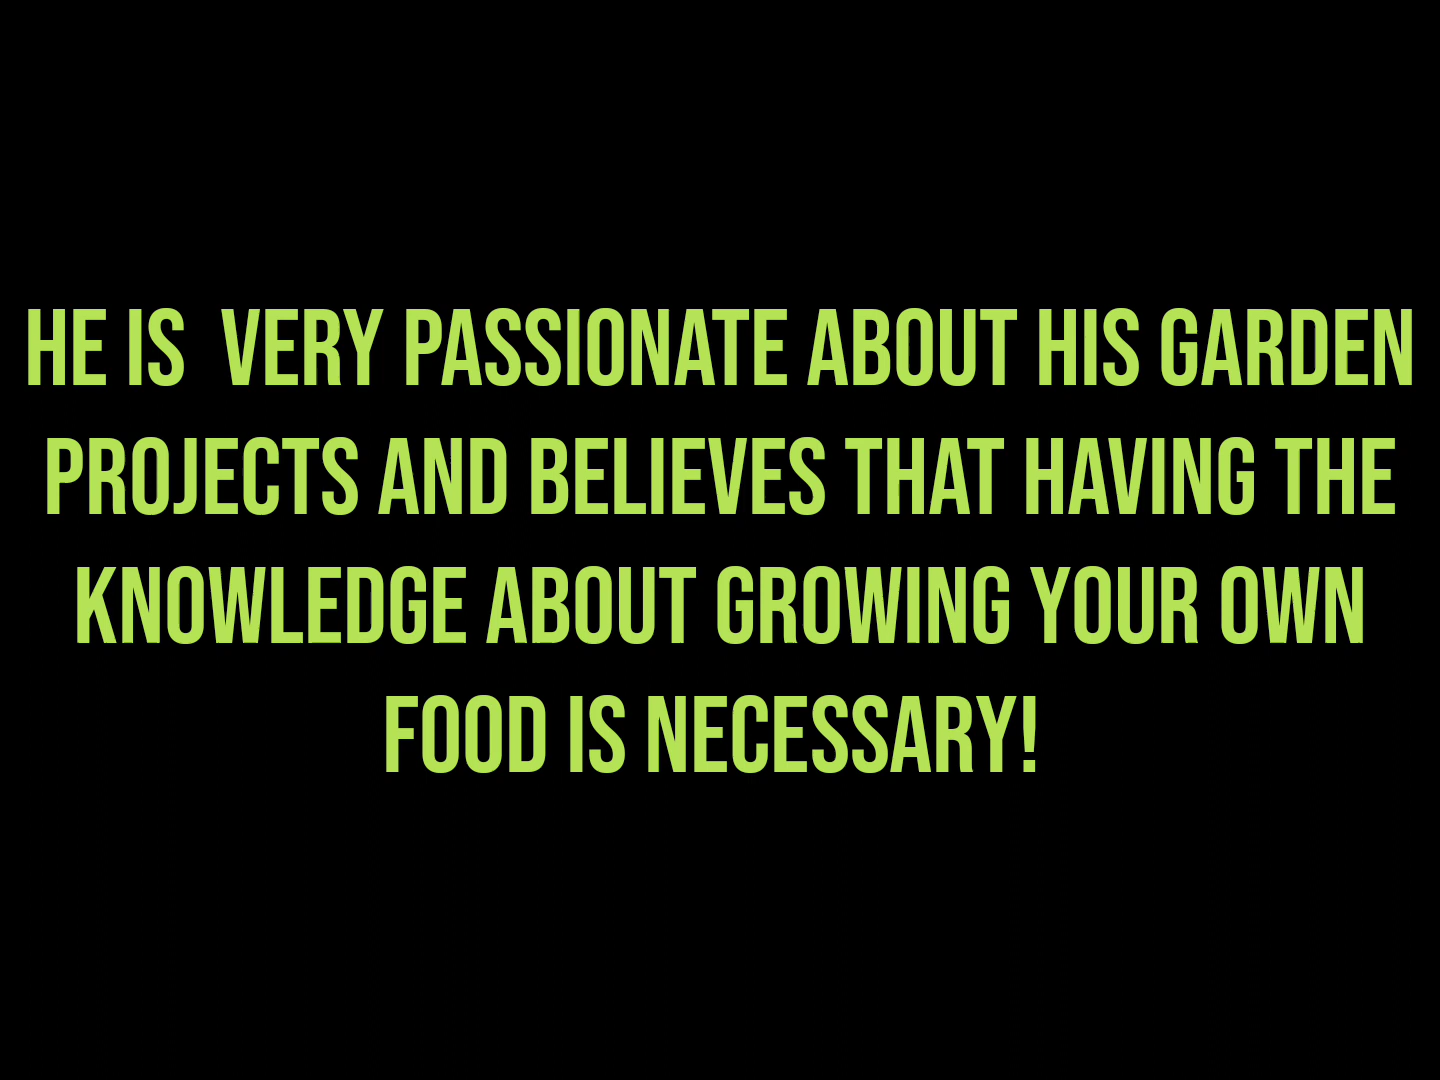 HE IS  VERY PASSIONATE ABOUT HIS GARDEN
PROJECTS AND BELIEVES THAT HAVING THE
KNOWLEDGE ABOUT GROWING YOUR OWN
FOOD IS NECESSARY!